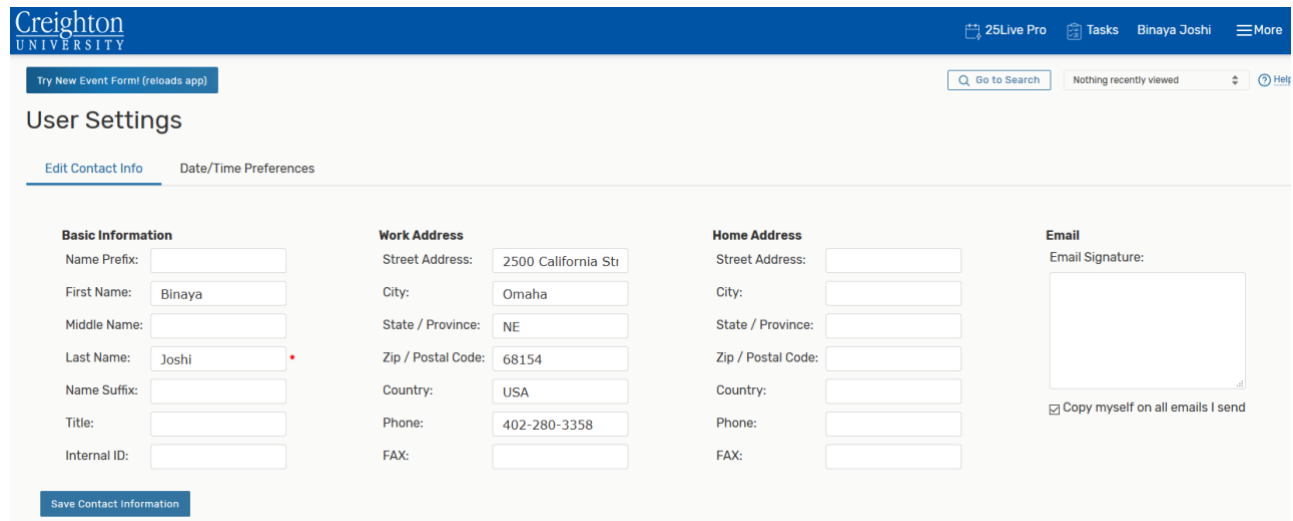 Creighton
UNIVERSITY
25Live Pro
Tasks
Binaya Joshi
More
Try New Event Form! (reloads app)
Go to Search
Nothing recently viewed
Help
User Settings
Edit Contact Info
Date/Time Preferences
Basic Information
Name Prefix:
First Name: Binaya
Middle Name:
Last Name: Joshi *
Name Suffix:
Title:
Internal ID:
Work Address
Street Address: 2500 California Str
City: Omaha
State / Province: NE
Zip / Postal Code: 68154
Country: USA
Phone: 402-280-3358
FAX:
Home Address
Street Address:
City:
State / Province:
Zip / Postal Code:
Country:
Phone:
FAX:
Email
Email Signature:
Copy myself on all emails I send
Save Contact Information